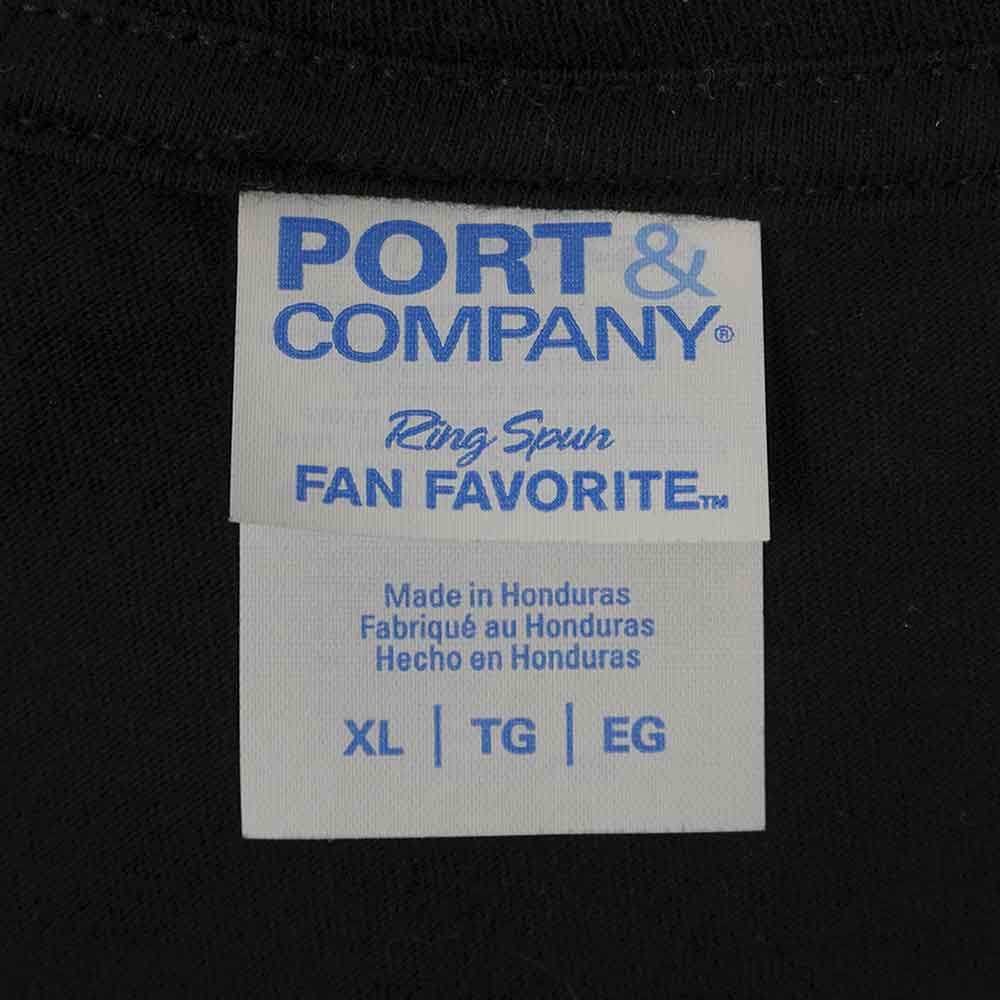 PORT &
COMPANY®
Ring Spun
FAN FAVORITE™
Made in Honduras
Fabriqué au Honduras
Hecho en Honduras
XL | TG | EG